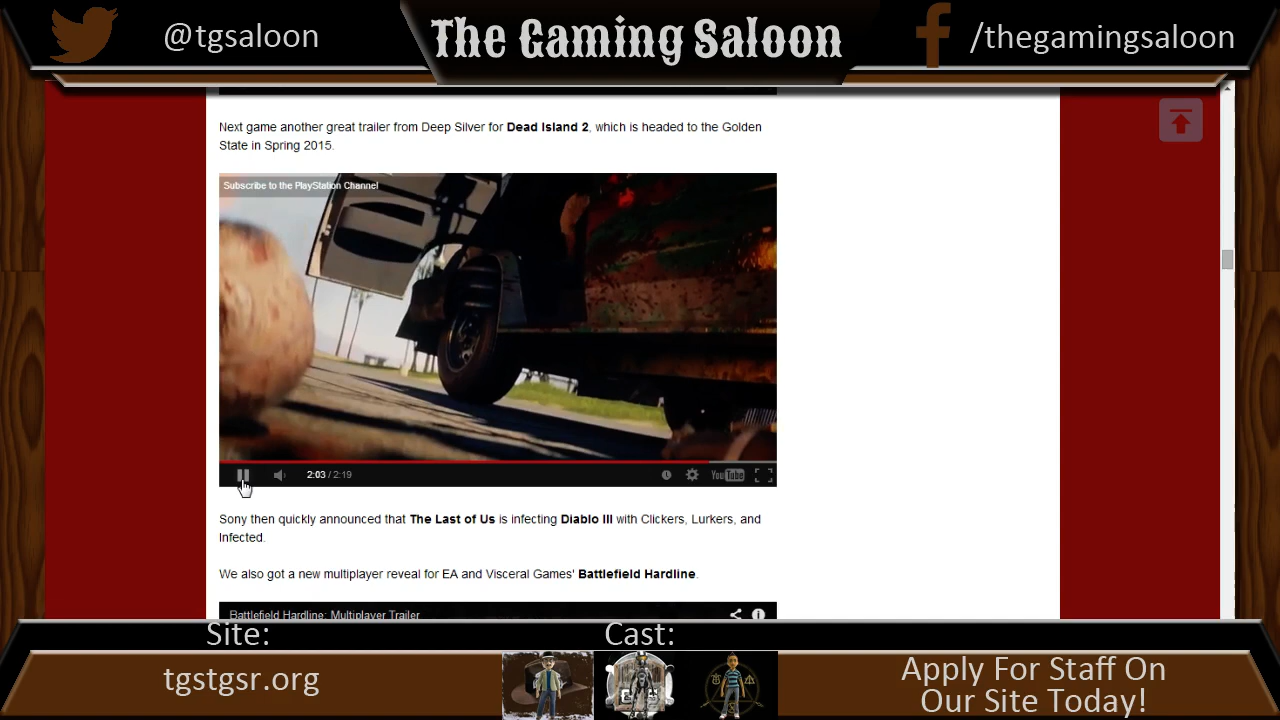 @tgsaloon
The Gaming Saloon
/thegamingsaloon
Next game another great trailer from Deep Silver for Dead Island 2, which is headed to the Golden
State in Spring 2015.
Subscribe to the PlayStation Channel
2:03 / 2:19
YouTube
Sony then quickly announced that The Last of Us is infecting Diablo III with Clickers, Lurkers, and
Infected.
We also got a new multiplayer reveal for EA and Visceral Games' Battlefield Hardline.
Battlefield Hardline: Multiplayer Trailer
Site:
Cast:
tgstgsr.org
Apply For Staff On
Our Site Today!